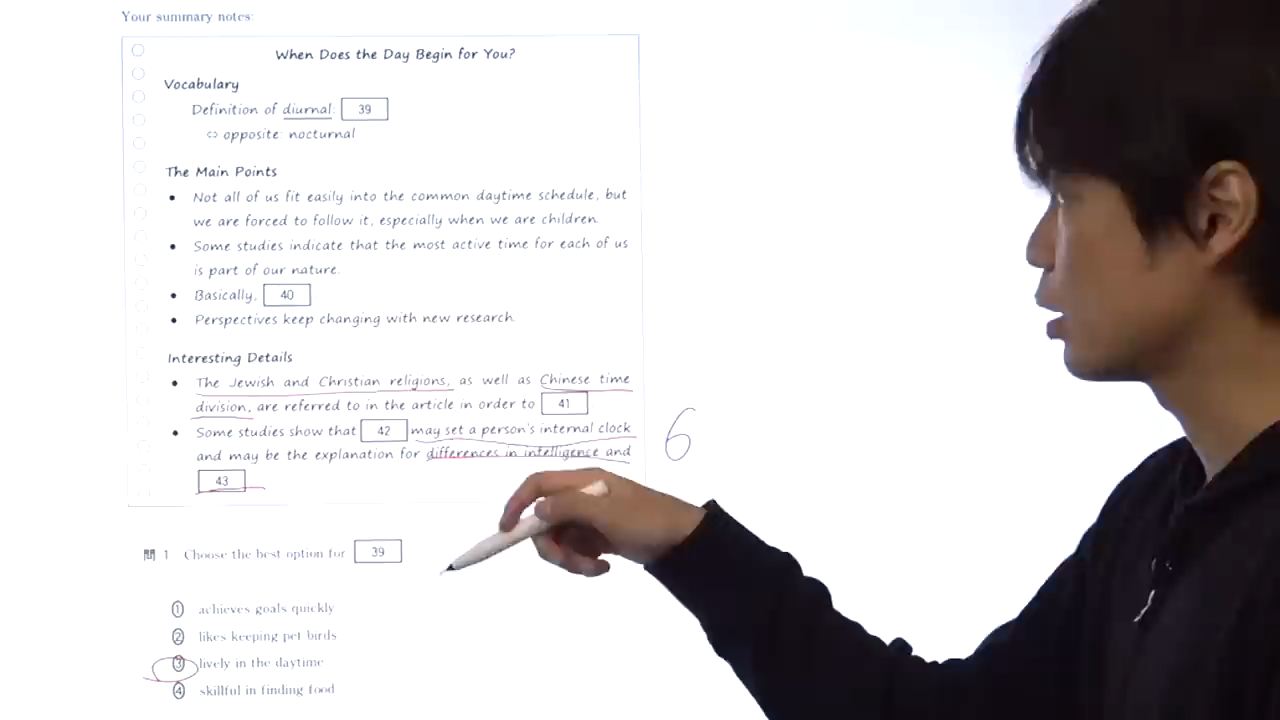 Your summary notes:
When Does the Day Begin for You?
Vocabulary
Definition of diurnal: 39
⇔ opposite: nocturnal
The Main Points
• Not all of us fit easily into the common daytime schedule, but
we are forced to follow it, especially when we are children.
• Some studies indicate that the most active time for each of us
is part of our nature.
• Basically, 40
• Perspectives keep changing with new research.
Interesting Details
• The Jewish and Christian religions, as well as Chinese time
division, are referred to in the article in order to 41
• Some studies show that 42 may set a person's internal clock
and may be the explanation for differences in intelligence and
43
6
問 1 Choose the best option for 39
① achieves goals quickly
② likes keeping pet birds
③ lively in the daytime
④ skillful in finding food